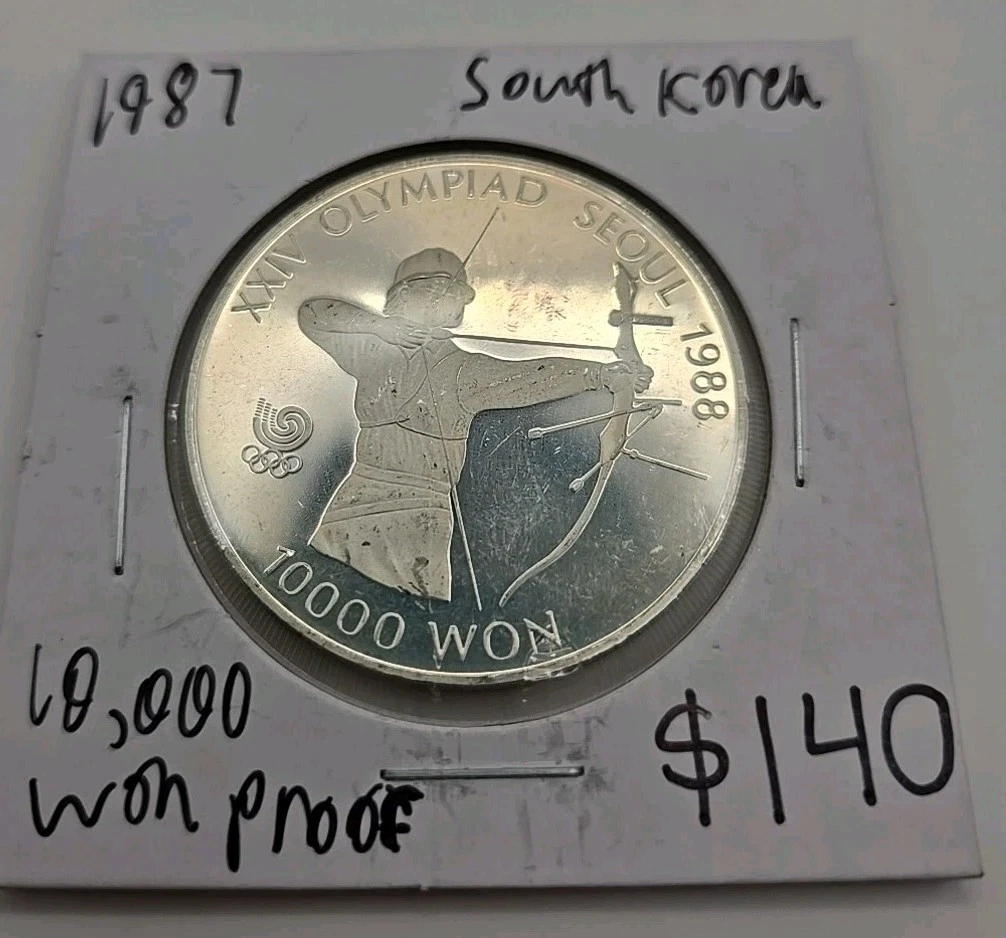 1987 South Korea
XXIV OLYMPIAD SEOUL 1988
10000 WON
10,000
won proof
$140